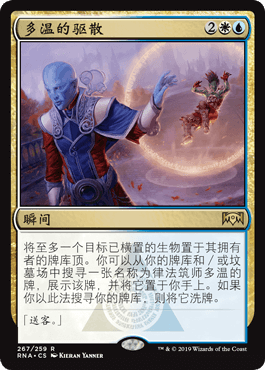 多温的驱散 2
瞬间
将至多一个目标已横置的生物置于其拥有
者的牌库顶。你可以从你的牌库和／或坟
墓场中搜寻一张名称为律法策师多温的
牌，展示该牌，并将它置于你手上。如果
你以此法搜寻你的牌库，则将它洗牌。
「送客。」
267/259 R
RNA • CS KIERAN YANNER
™ & © 2019 Wizards of the Coast